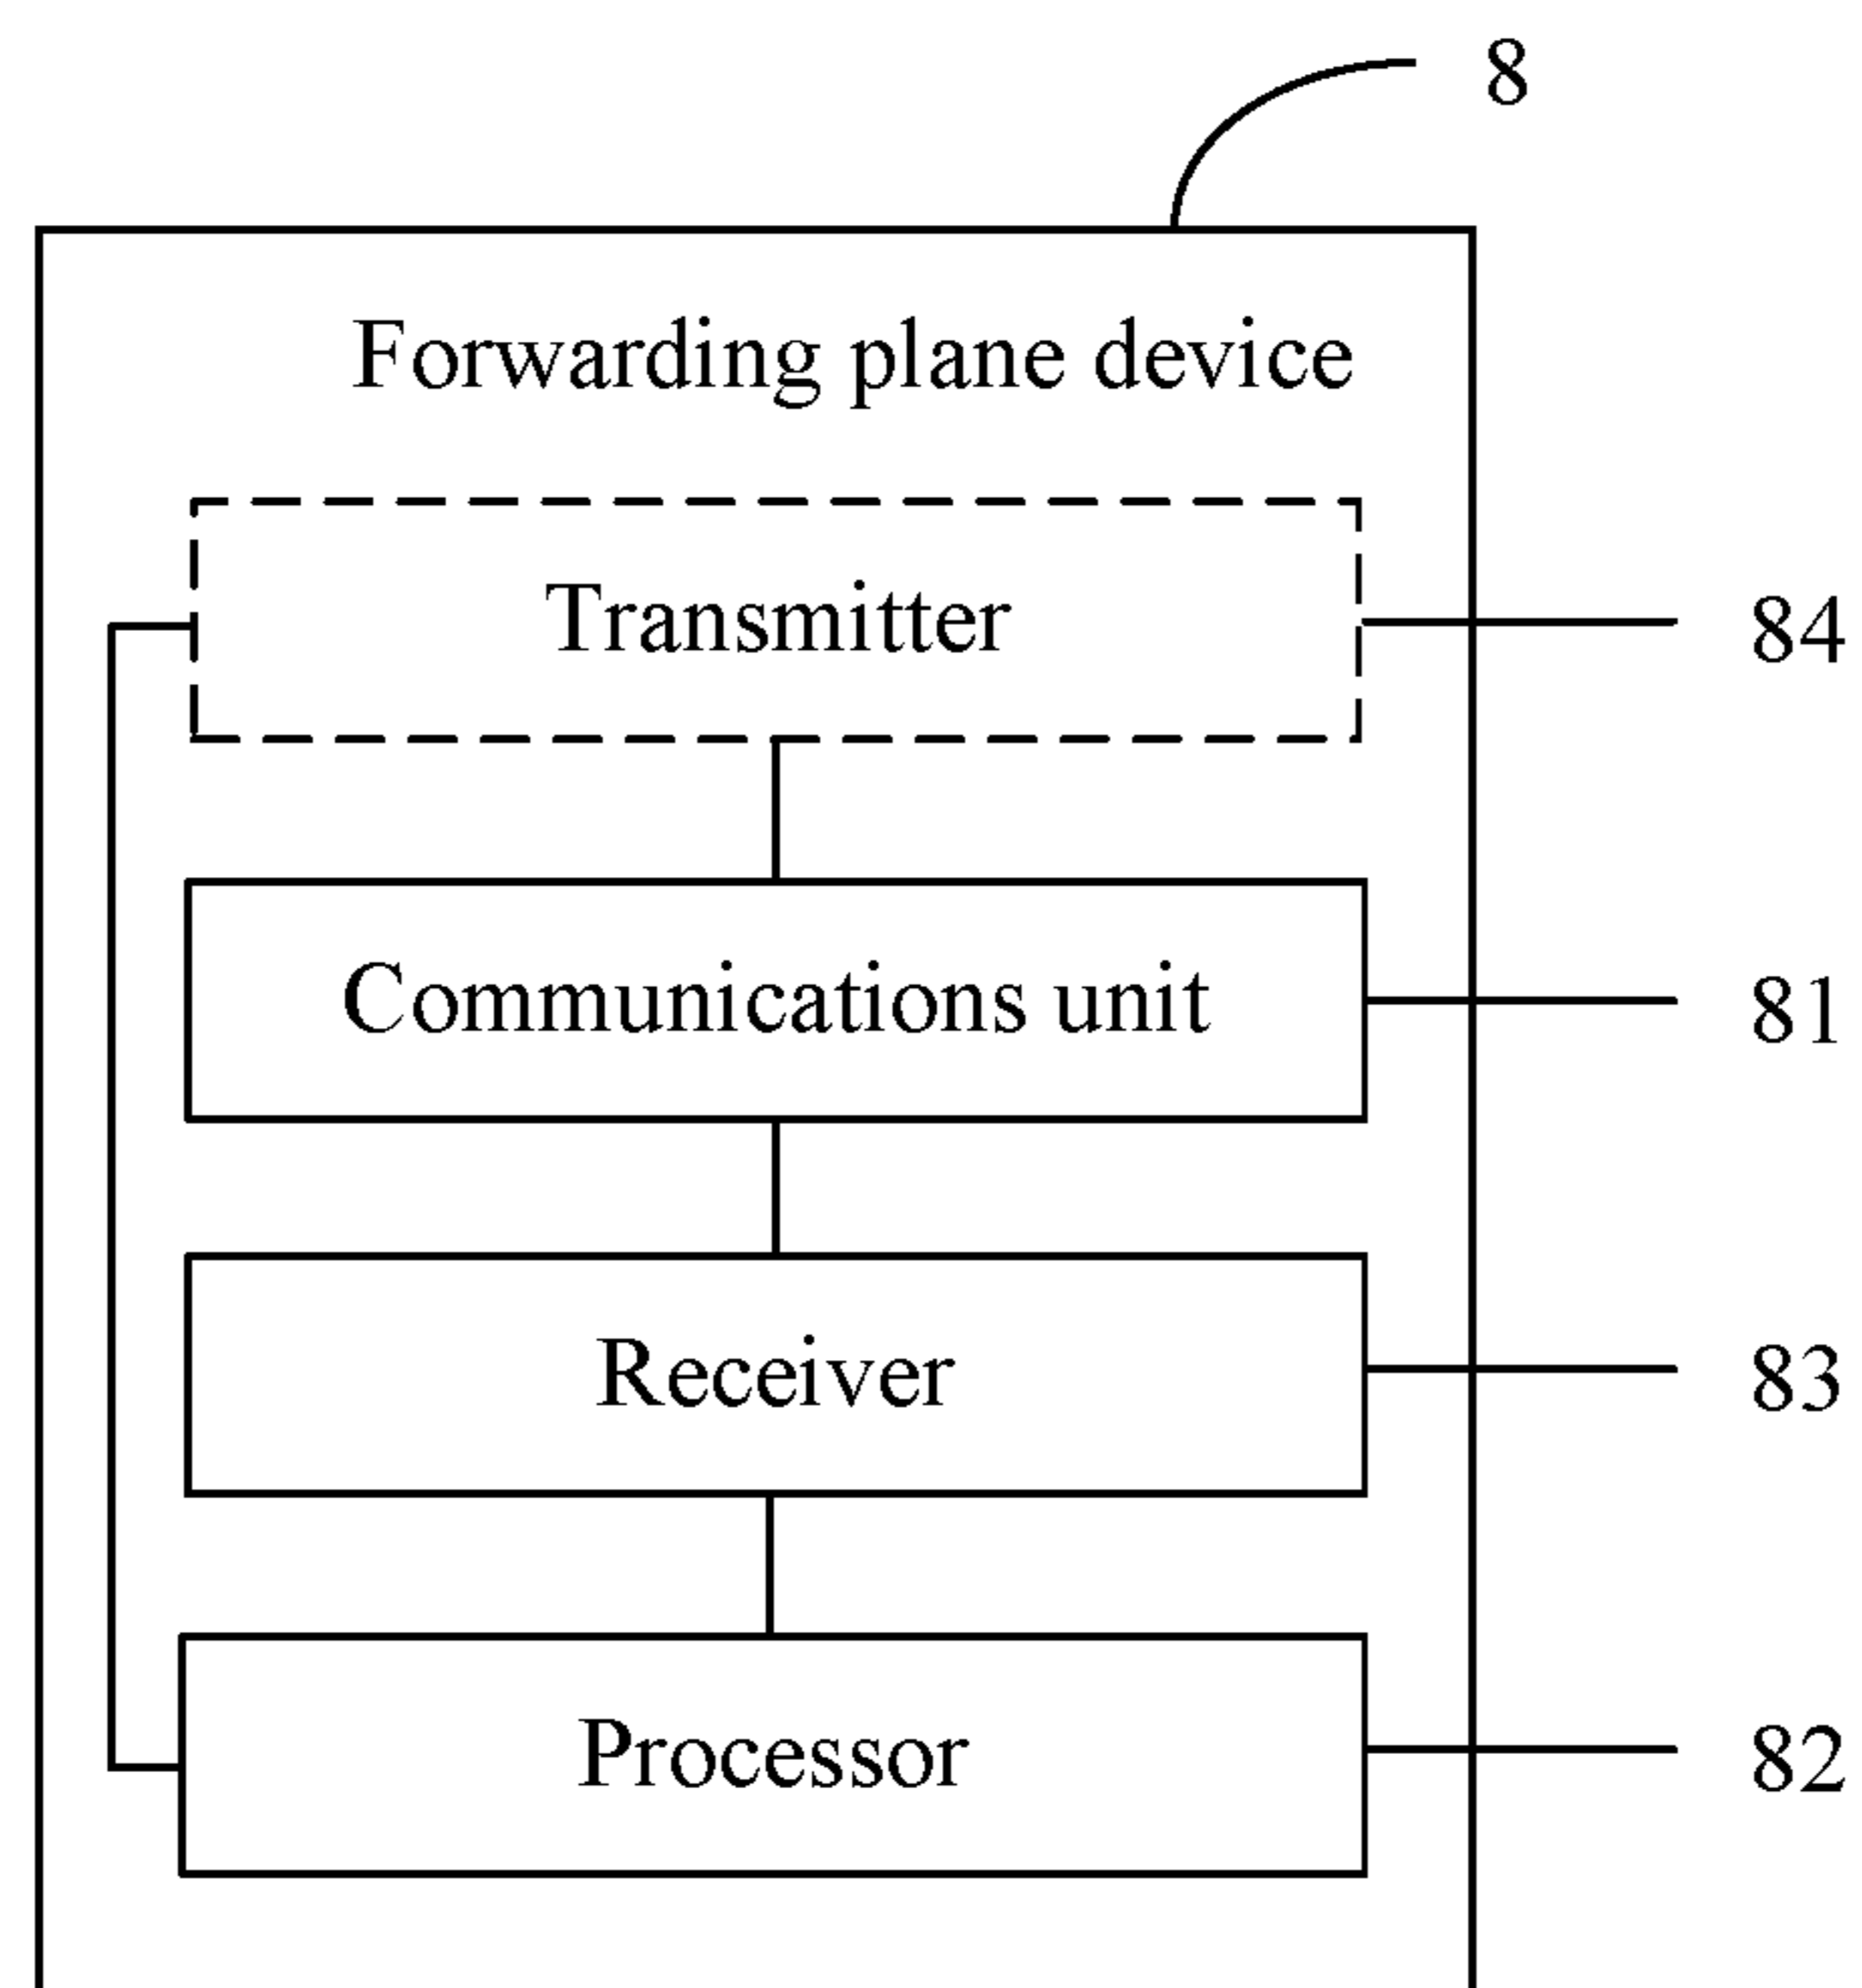 8
Forwarding plane device
Transmitter
84
Communications unit
81
Receiver
83
Processor
82